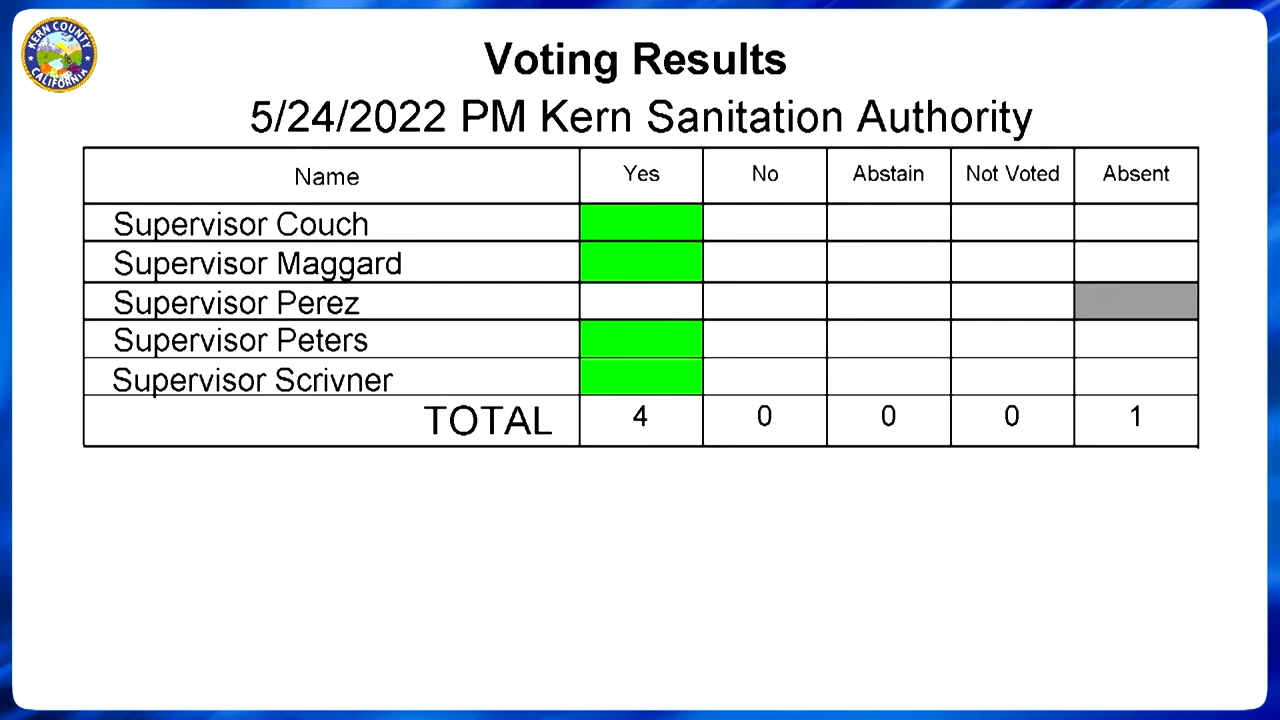 KERN COUNTY
CALIFORNIA
Voting Results
5/24/2022 PM Kern Sanitation Authority
Name Yes No Abstain Not Voted Absent
Supervisor Couch
Supervisor Maggard
Supervisor Perez
Supervisor Peters
Supervisor Scrivner
TOTAL 4 0 0 0 1